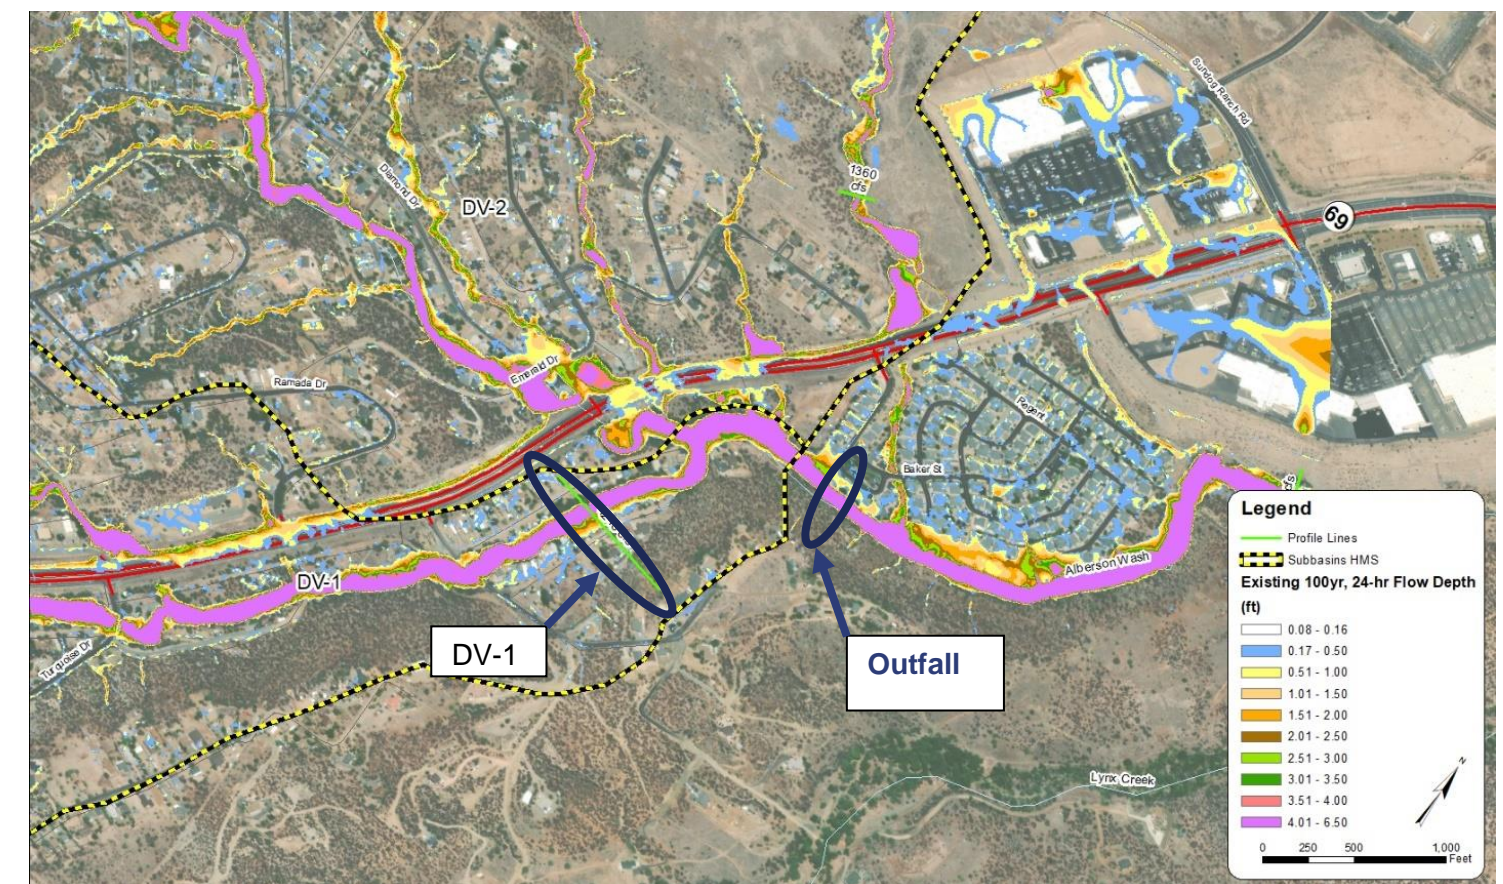 Sundog Ranch Rd
1360
cfs
Diamond Dr
DV-2
69
Emerald Dr
Ramada Dr
Regent
Baker St
cfs
DV-1
Alberson Wash
Turquoise Dr
DV-1
Outfall
Lynx Creek
Legend
Profile Lines
Subbasins HMS
Existing 100yr, 24-hr Flow Depth
(ft)
0.08 - 0.16
0.17 - 0.50
0.51 - 1.00
1.01 - 1.50
1.51 - 2.00
2.01 - 2.50
2.51 - 3.00
3.01 - 3.50
3.51 - 4.00
4.01 - 6.50
N
0 250 500 1,000
Feet